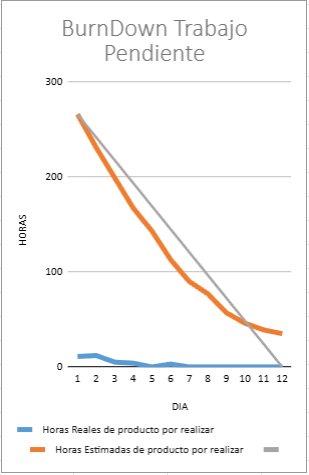 BurnDown Trabajo
Pendiente
300
200
100
0
HORAS
1 2 3 4 5 6 7 8 9 10 11 12
DIA
Horas Reales de producto por realizar
Horas Estimadas de producto por realizar